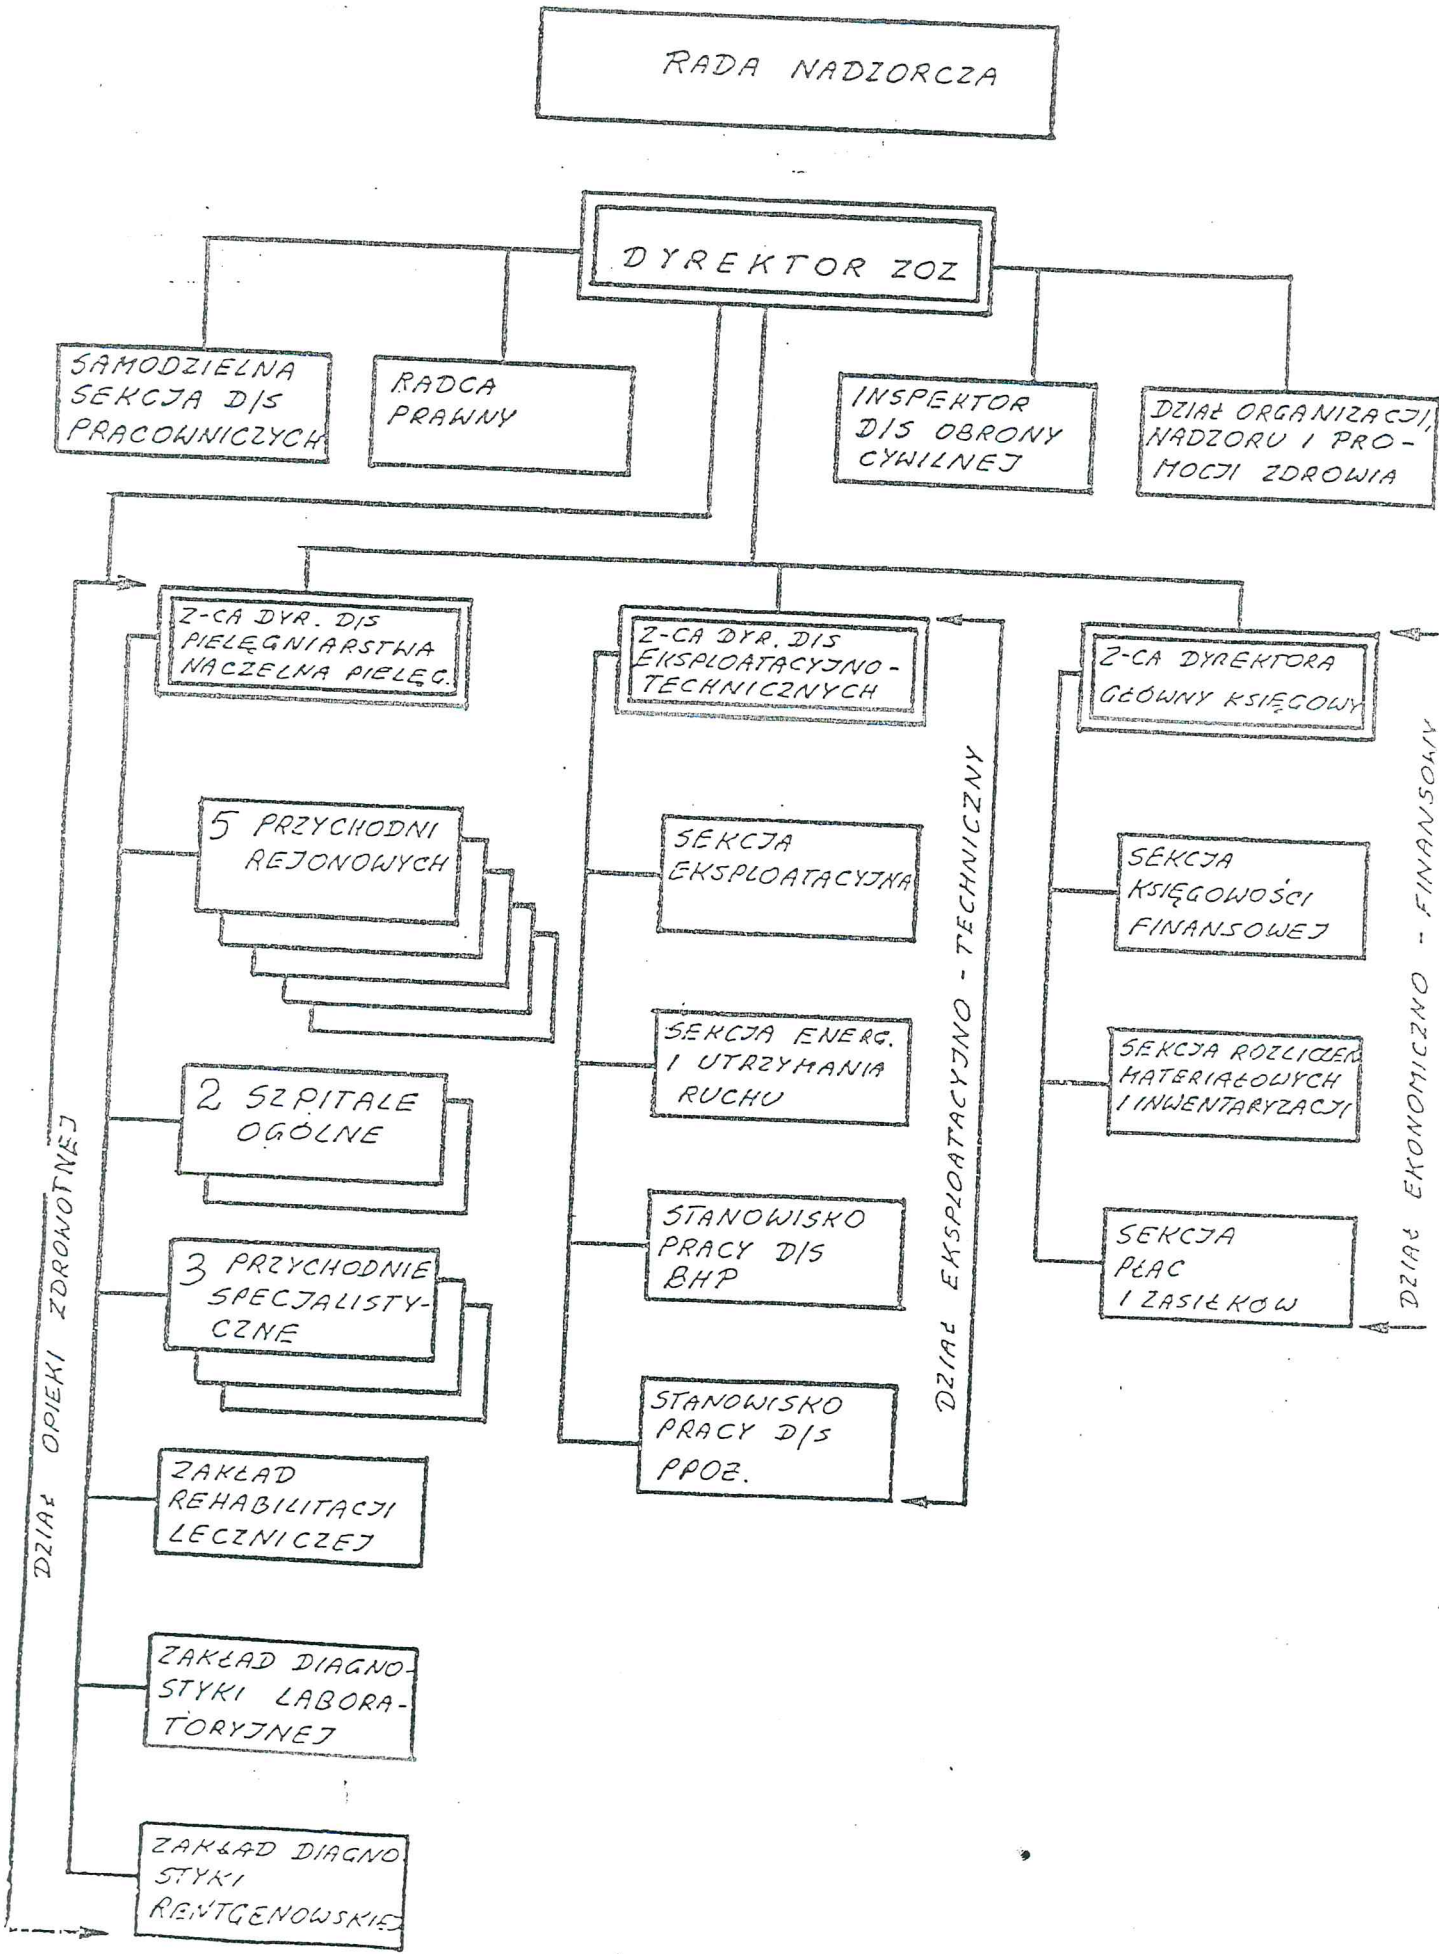 RADA NADZORCZA
DYREKTOR ZOZ
SAMODZIELNA
SEKCJA D/S
PRACOWNICZYCH
RADCA
PRAWNY
INSPEKTOR
D/S OBRONY
CYWILNEJ
DZIAŁ ORGANIZACJI,
NADZORU I PRO-
MOCJI ZDROWIA
Z-CA DYR. D/S
PIELĘGNIARSTWA
NACZELNA PIELĘG.
Z-CA DYR. D/S
EKSPLOATACYJNO-
TECHNICZNYCH
Z-CA DYREKTORA
GŁÓWNY KSIĘGOWY
5 PRZYCHODNI
REJONOWYCH
2 SZPITALE
OGÓLNE
3 PRZYCHODNIE
SPECJALISTY-
CZNE
ZAKŁAD
REHABILITACJI
LECZNICZEJ
ZAKŁAD DIAGNO-
STYKI LABORA-
TORYJNEJ
ZAKŁAD DIAGNO
STYKI
RENTGENOWSKIEJ
DZIAŁ OPIEKI ZDROWOTNEJ
SEKCJA
EKSPLOATACYJNA
SEKCJA ENERG.
I UTRZYMANIA
RUCHU
STANOWISKO
PRACY D/S
BHP
STANOWISKO
PRACY D/S
PPOŻ.
DZIAŁ EKSPLOATACYJNO - TECHNICZNY
SEKCJA
KSIĘGOWOŚCI
FINANSOWEJ
SEKCJA ROZLICZEŃ
MATERIAŁOWYCH
I INWENTARYZACJI
SEKCJA
PŁAC
I ZASIŁKÓW
DZIAŁ EKONOMICZNO - FINANSOWY